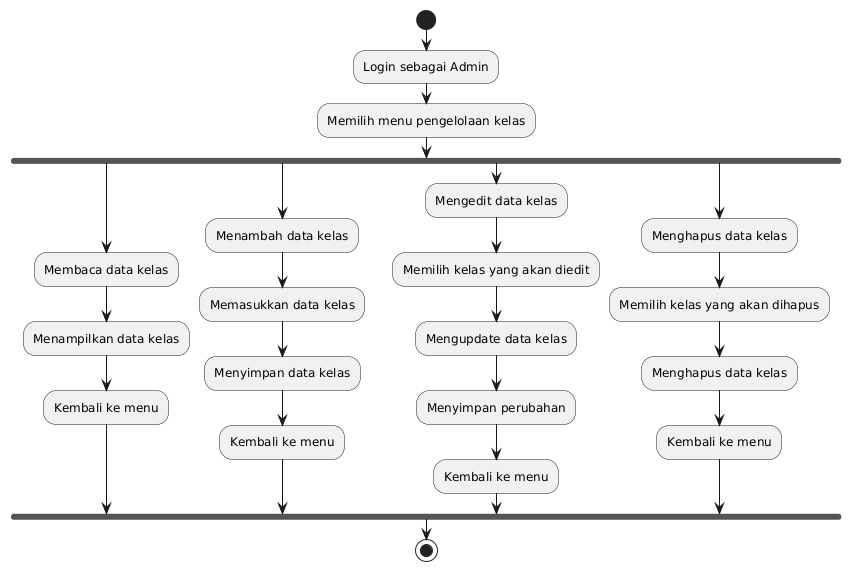 Login sebagai Admin
Memilih menu pengelolaan kelas
Membaca data kelas
Menampilkan data kelas
Kembali ke menu
Menambah data kelas
Memasukkan data kelas
Menyimpan data kelas
Kembali ke menu
Mengedit data kelas
Memilih kelas yang akan diedit
Mengupdate data kelas
Menyimpan perubahan
Kembali ke menu
Menghapus data kelas
Memilih kelas yang akan dihapus
Menghapus data kelas
Kembali ke menu